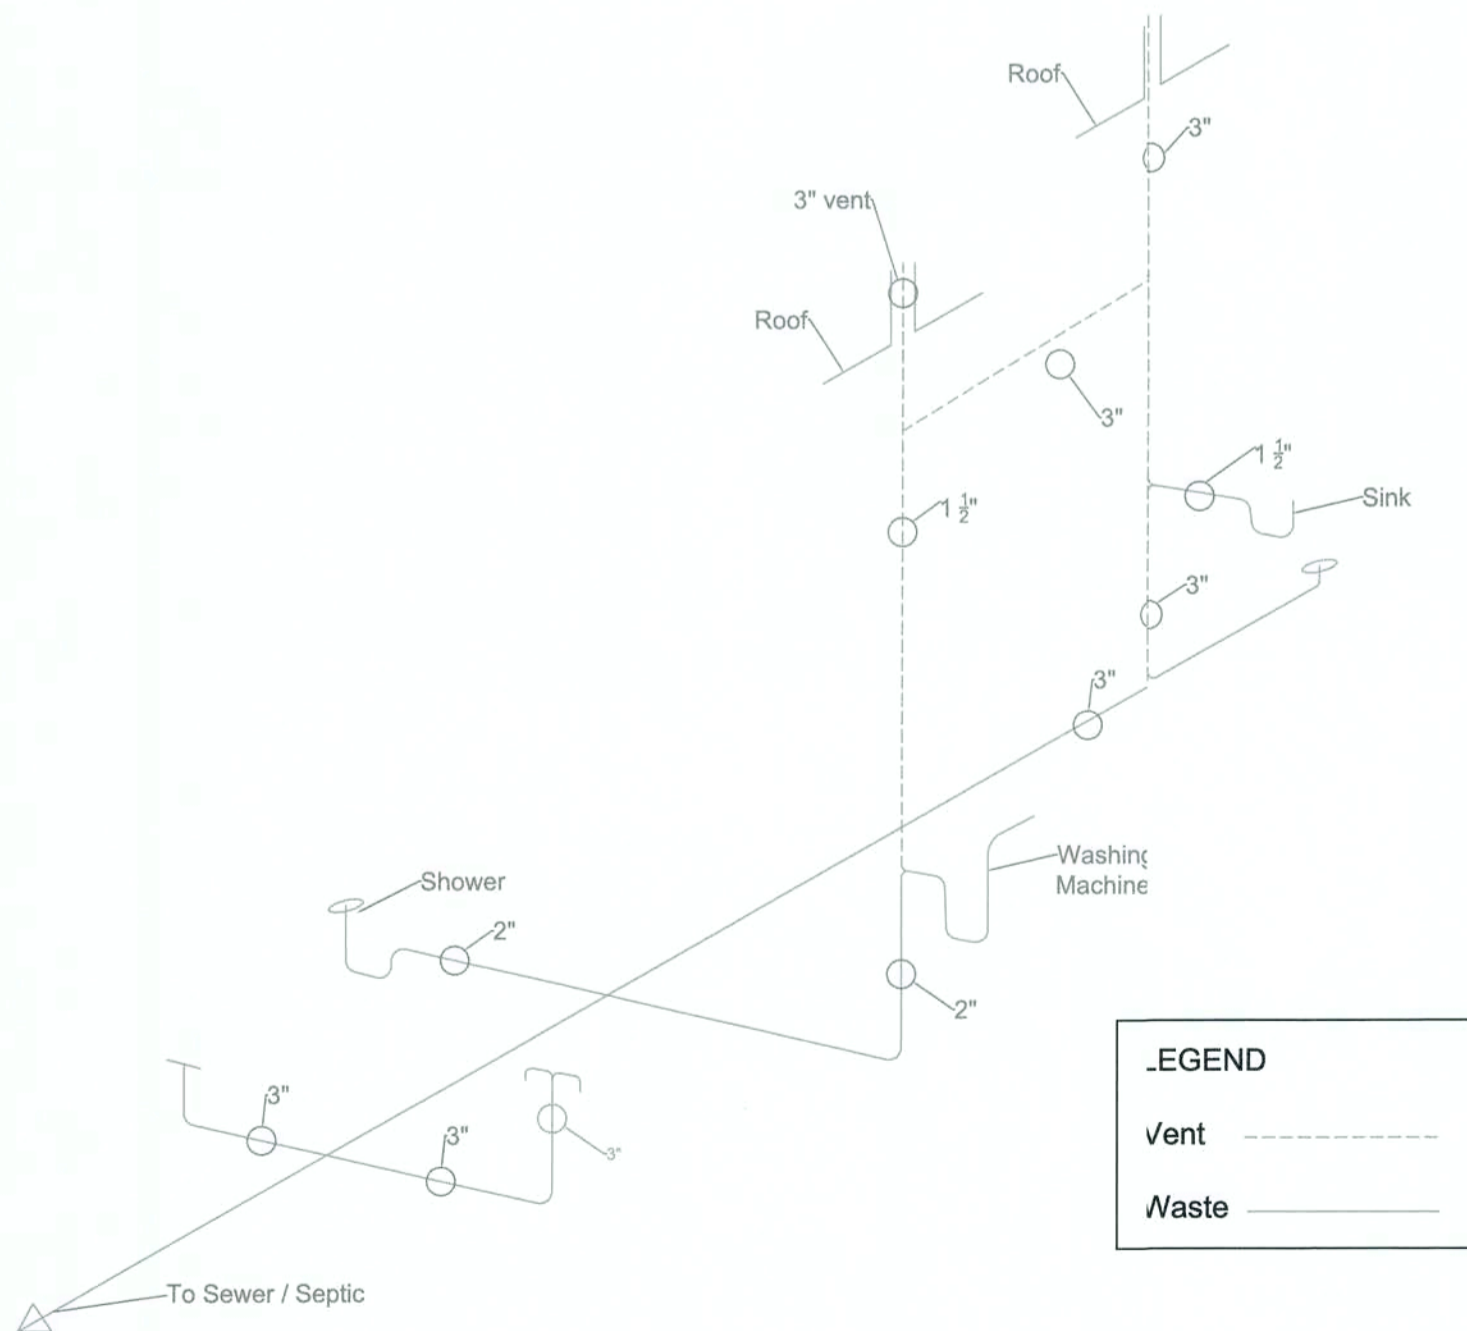 Roof
3"
3" vent
Roof
3"
1 1/2"
Sink
1 1/2"
3"
3"
Washing
Machine
Shower
2"
2"
3"
3"
3"
LEGEND
Vent
Waste
To Sewer / Septic